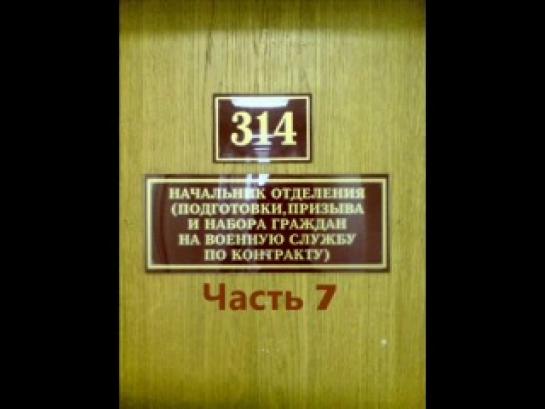 314
НАЧАЛЬНИК ОТДЕЛЕНИЯ
(ПОДГОТОВКИ,ПРИЗЫВА
И НАБОРА ГРАЖДАН
НА ВОЕННУЮ СЛУЖБУ
ПО КОНТРАКТУ)
Часть 7